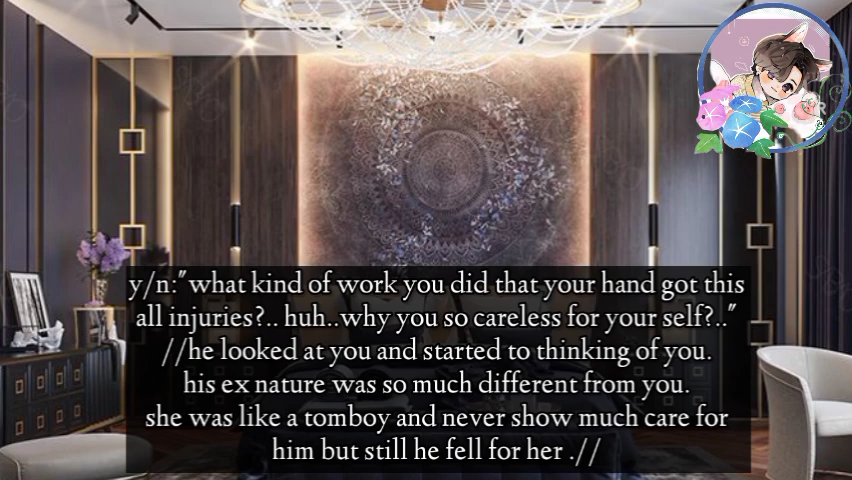 y/n:"what kind of work you did that your hand got this
all injuries?.. huh..why you so careless for your self?.."
//he looked at you and started to thinking of you.
his ex nature was so much different from you.
she was like a tomboy and never show much care for
him but still he fell for her .//